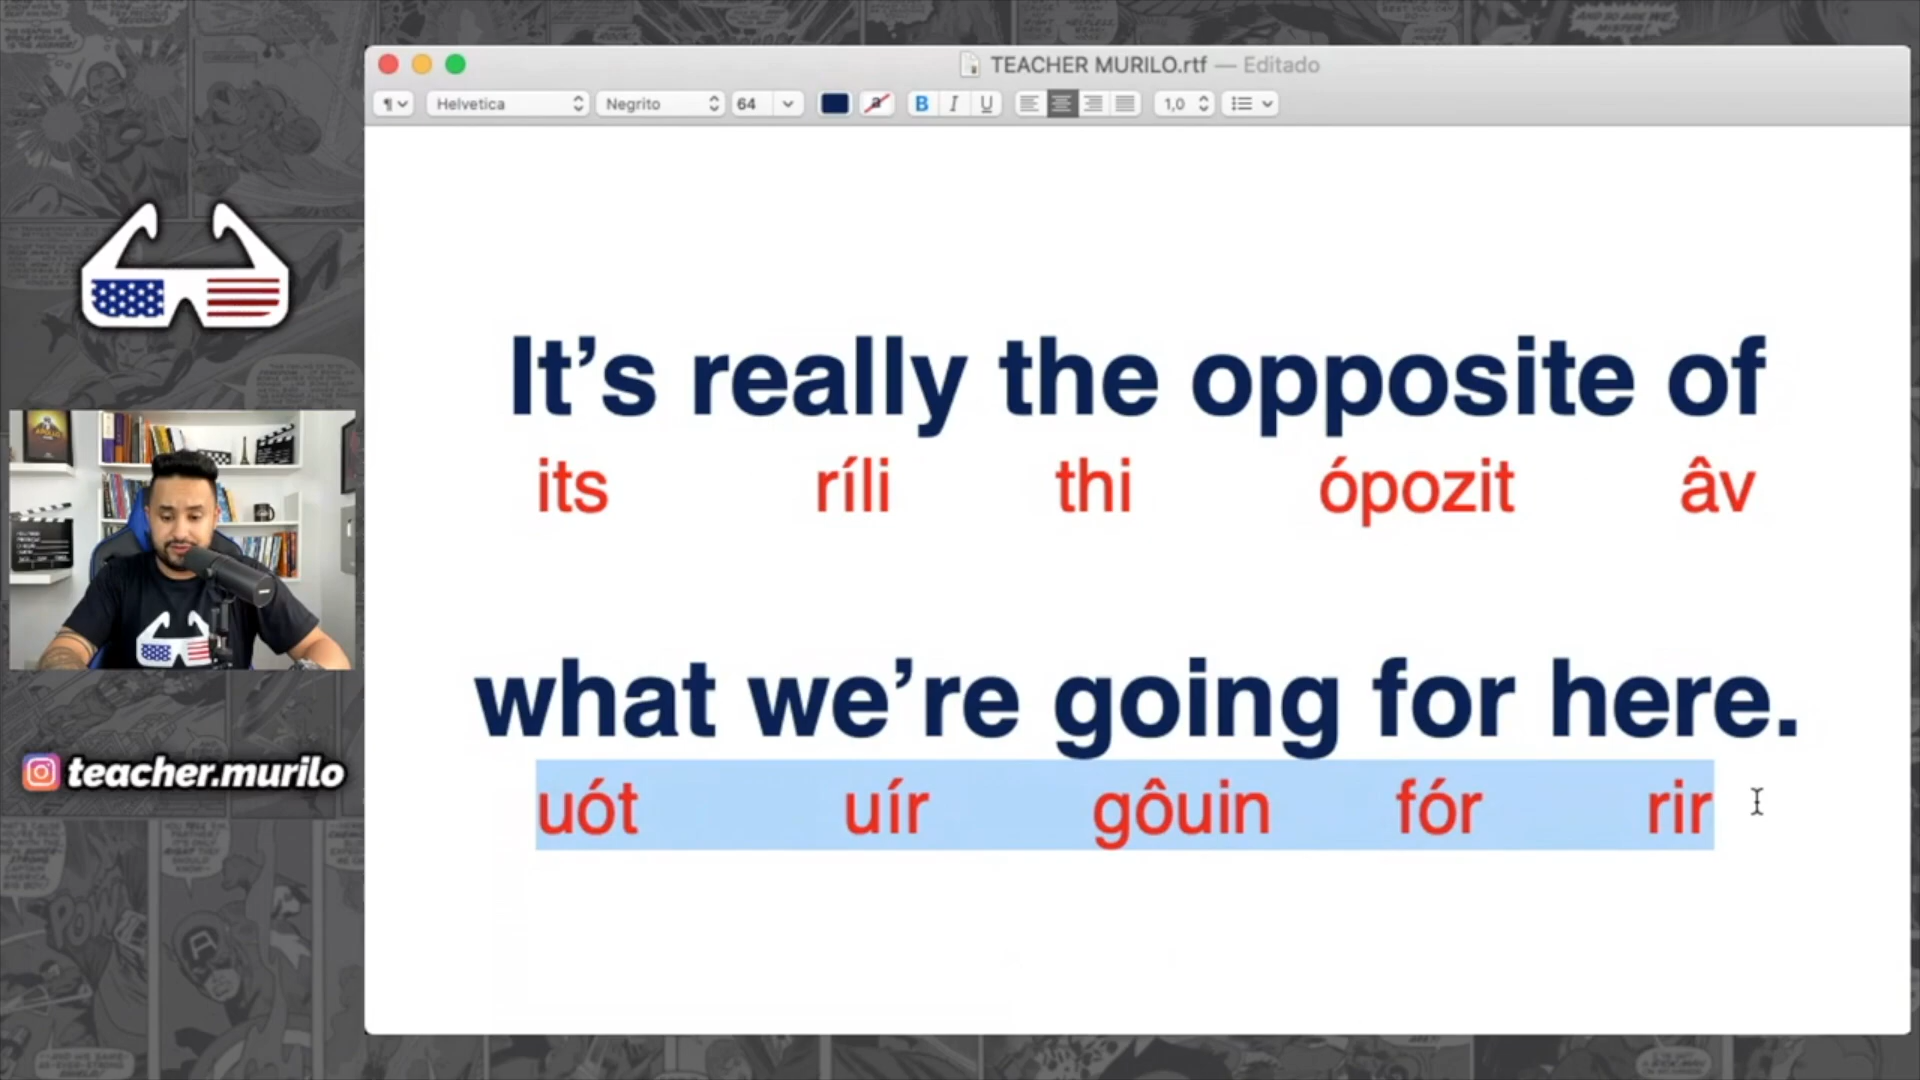 TEACHER MURILO.rtf — Editado
¶ Helvetica Negrito 64 a B I U 1,0
It’s really the opposite of
its ríli thi ópozit âv
what we’re going for here.
uót uír gôuin fór rir
teacher.murilo
POW